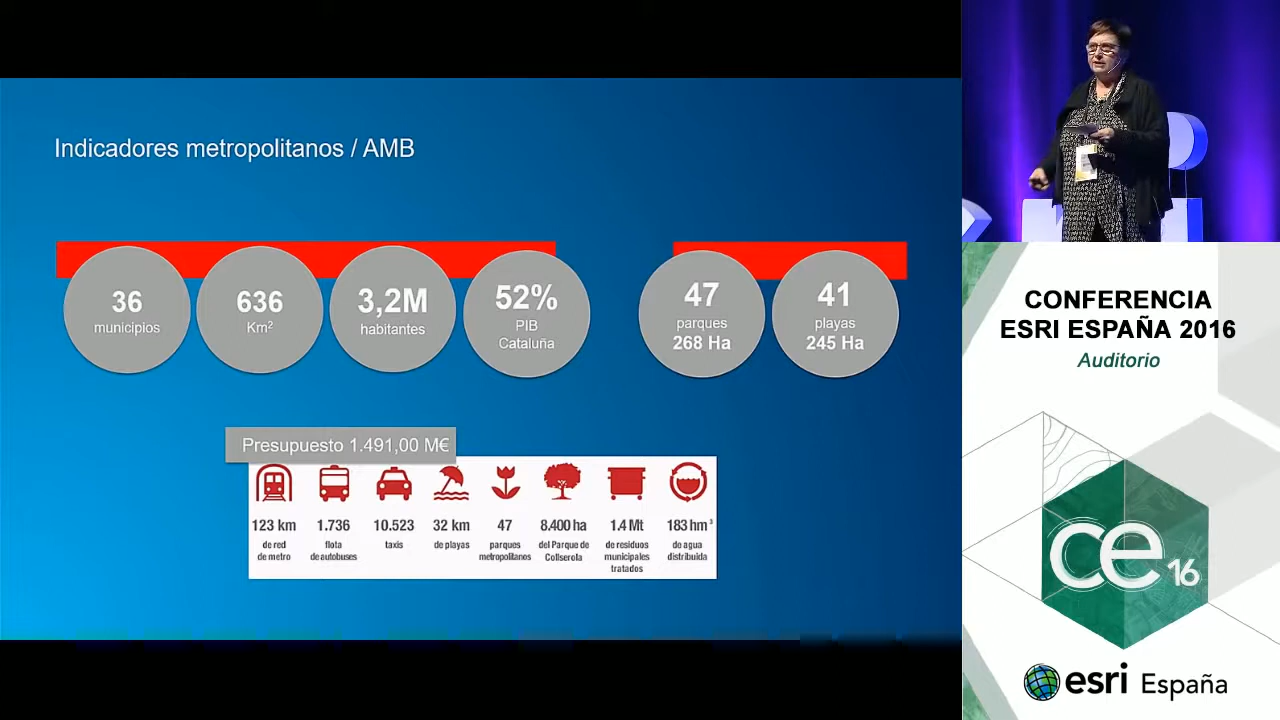 Indicadores metropolitanos / AMB
36
municipios
636
Km²
3,2M
habitantes
52%
PIB
Cataluña
47
parques
268 Ha
41
playas
245 Ha
Presupuesto 1.491,00 M€
123 km
de red
de metro
1.736
flota
de autobuses
10.523
taxis
32 km
de playas
47
parques
metropolitanos
8.400 ha
del Parque de
Collserola
1.4 Mt
de residuos
municipales
tratados
183 hm³
de agua
distribuida
CONFERENCIA
ESRI ESPAÑA 2016
Auditorio
ce16
esri España